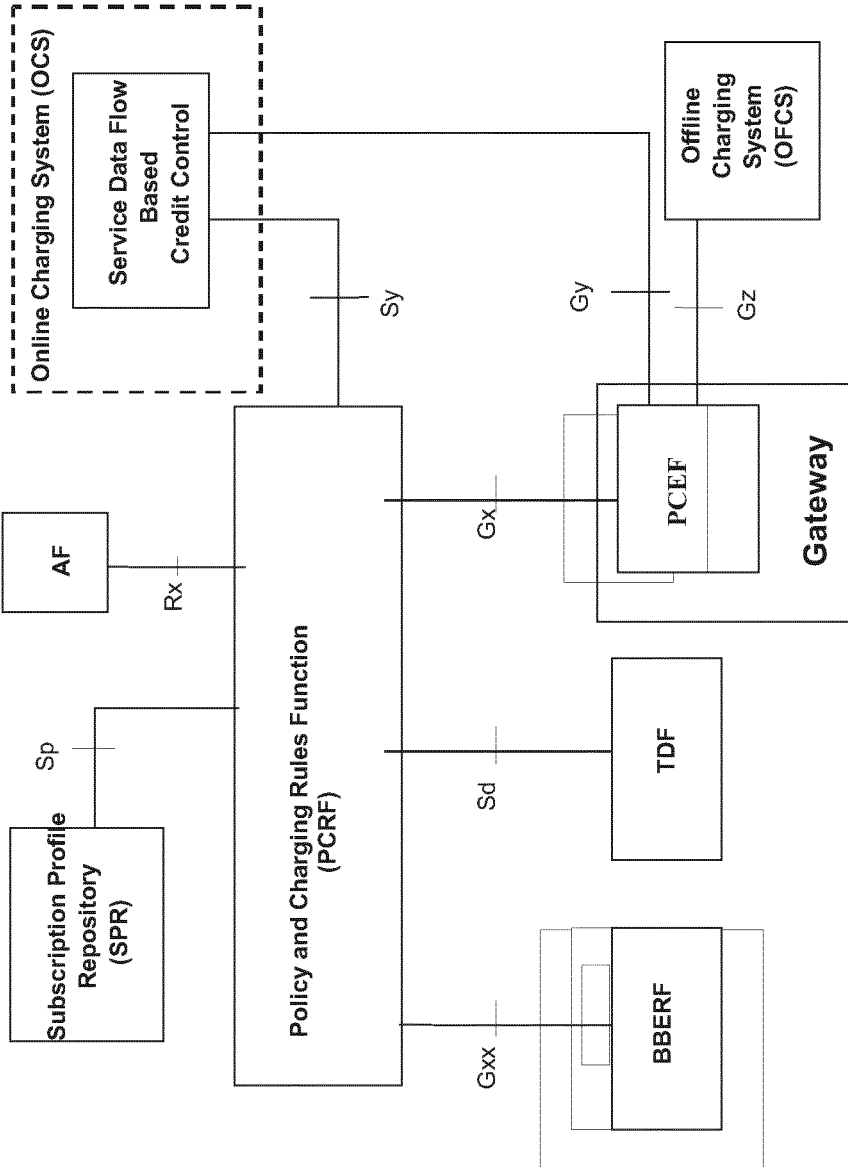 Subscription Profile
Repository
(SPR)
Sp
AF
Rx
Online Charging System (OCS)
Service Data Flow
Based
Credit Control
Policy and Charging Rules Function
(PCRF)
Sy
Gxx
Sd
Gx
Gy
Gz
BBERF
TDF
PCEF
Gateway
Offline
Charging
System
(OFCS)